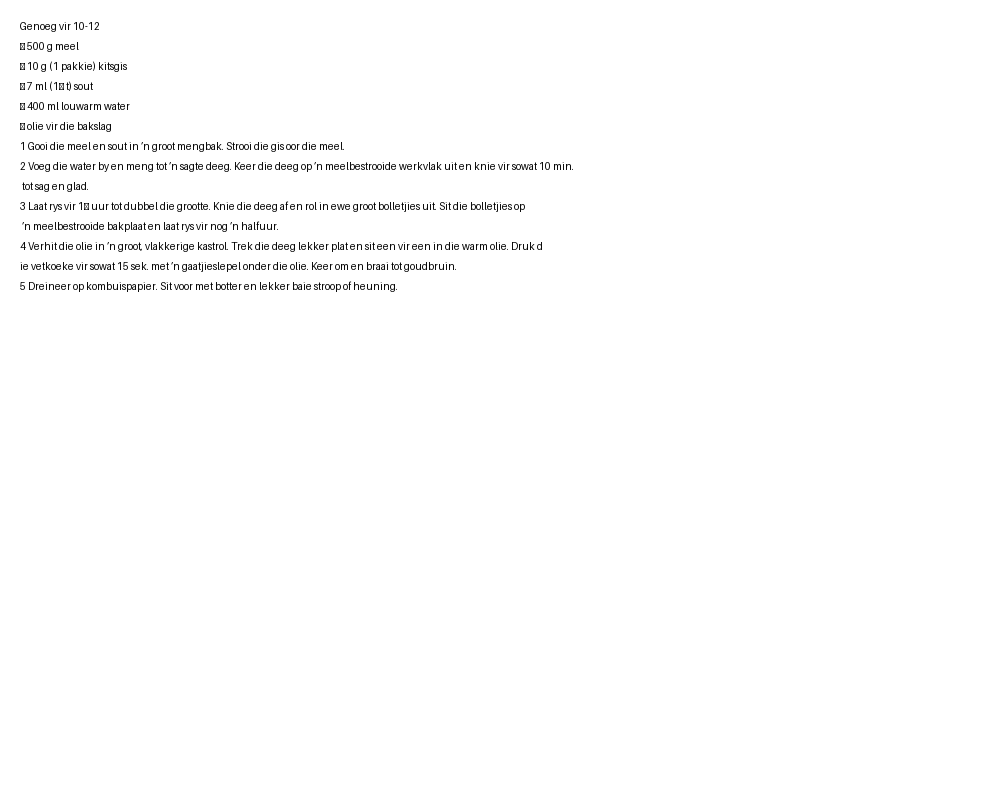 Genoeg vir 10-12
500 g meel
10 g (1 pakkie) kitsgis
7 ml (1 t) sout
400 ml louwarm water
olie vir die bakslag
1 Gooi die meel en sout in ’n groot mengbak. Strooi die gis oor die meel.
2 Voeg die water by en meng tot ’n sagte deeg. Keer die deeg op ’n meelbestrooide werkvlak uit en knie vir sowat 10 min.
tot sag en glad.
3 Laat rys vir 1 uur tot dubbel die grootte. Knie die deeg af en rol in ewe groot bolletjies uit. Sit die bolletjies op
’n meelbestrooide bakplaat en laat rys vir nog ’n halfuur.
4 Verhit die olie in ’n groot, vlakkerige kastrol. Trek die deeg lekker plat en sit een vir een in die warm olie. Druk d
ie vetkoeke vir sowat 15 sek. met ’n gaatjieslepel onder die olie. Keer om en braai tot goudbruin.
5 Dreineer op kombuispapier. Sit voor met botter en lekker baie stroop of heuning.